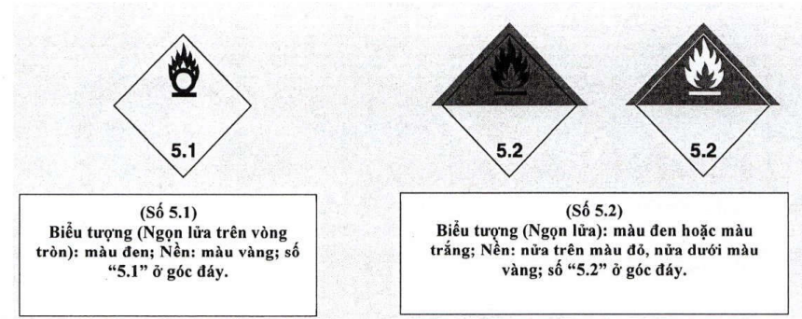 5.1
5.2
5.2
(Số 5.1)
Biểu tượng (Ngọn lửa trên vòng
tròn): màu đen; Nền: màu vàng; số
“5.1” ở góc đáy.
(Số 5.2)
Biểu tượng (Ngọn lửa): màu đen hoặc màu
trắng; Nền: nửa trên màu đỏ, nửa dưới màu
vàng; số “5.2” ở góc đáy.